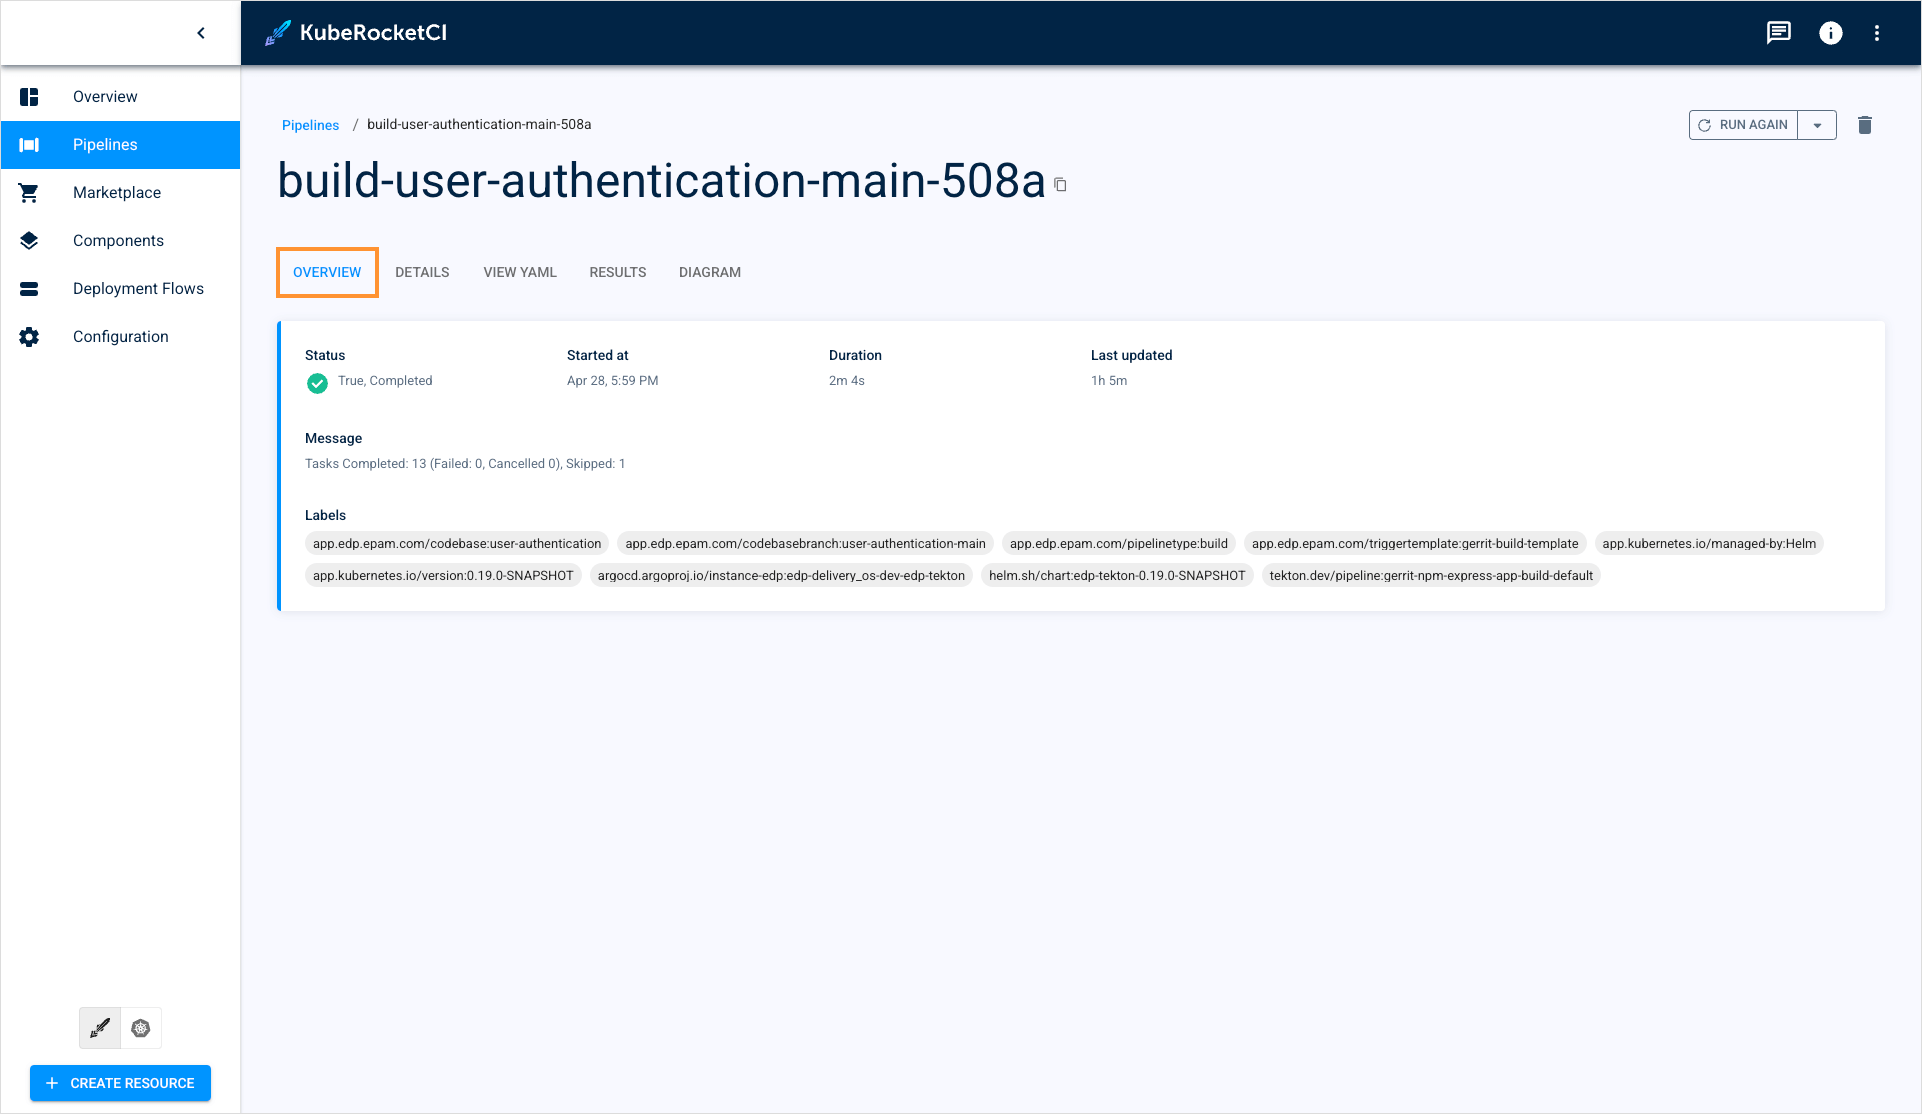 KubeRocketCI
Overview
Pipelines
Marketplace
Components
Deployment Flows
Configuration
CREATE RESOURCE
Pipelines / build-user-authentication-main-508a
RUN AGAIN
build-user-authentication-main-508a
OVERVIEW DETAILS VIEW YAML RESULTS DIAGRAM
Status Started at Duration Last updated
True, Completed Apr 28, 5:59 PM 2m 4s 1h 5m
Message
Tasks Completed: 13 (Failed: 0, Cancelled 0), Skipped: 1
Labels
app.edp.epam.com/codebase:user-authentication app.edp.epam.com/codebasebranch:user-authentication-main app.edp.epam.com/pipelinetype:build app.edp.epam.com/triggertemplate:gerrit-build-template app.kubernetes.io/managed-by:Helm
app.kubernetes.io/version:0.19.0-SNAPSHOT argocd.argoproj.io/instance-edp:edp-delivery_os-dev-edp-tekton helm.sh/chart:edp-tekton-0.19.0-SNAPSHOT tekton.dev/pipeline:gerrit-npm-express-app-build-default